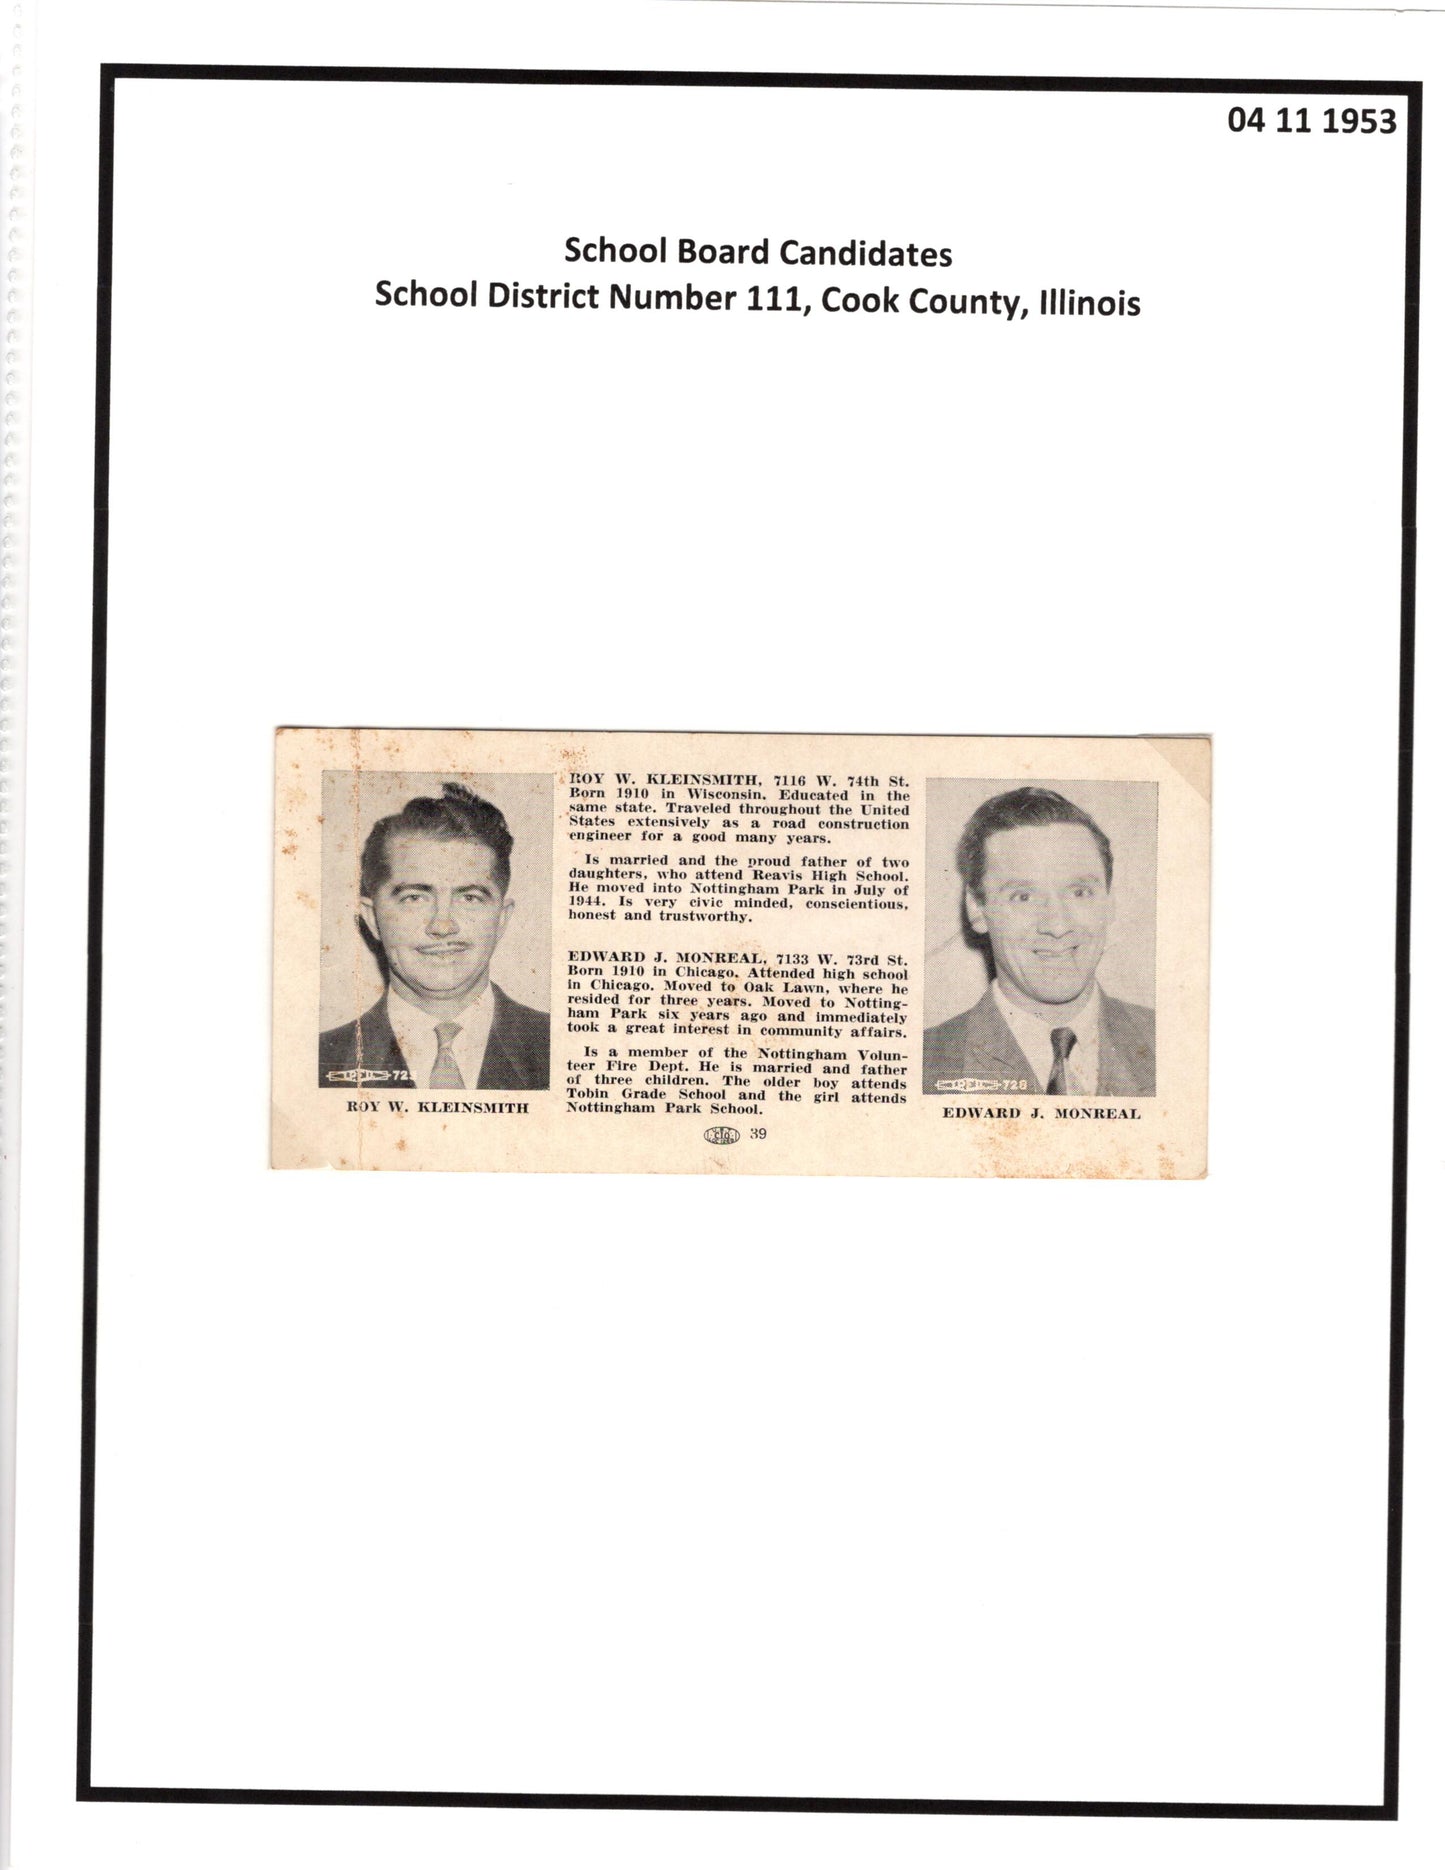 04 11 1953
School Board Candidates
School District Number 111, Cook County, Illinois
ROY W. KLEINSMITH, 7116 W. 74th St.
Born 1910 in Wisconsin. Educated in the
same state. Traveled throughout the United
States extensively as a road construction
engineer for a good many years.
Is married and the proud father of two
daughters, who attend Reavis High School.
He moved into Nottingham Park in July of
1944. Is very civic minded, conscientious,
honest and trustworthy.
EDWARD J. MONREAL, 7133 W. 73rd St.
Born 1910 in Chicago. Attended high school
in Chicago. Moved to Oak Lawn, where he
resided for three years. Moved to Notting-
ham Park six years ago and immediately
took a great interest in community affairs.
Is a member of the Nottingham Volun-
teer Fire Dept. He is married and father
of three children. The older boy attends
Tobin Grade School and the girl attends
Nottingham Park School.
39
ROY W. KLEINSMITH
EDWARD J. MONREAL